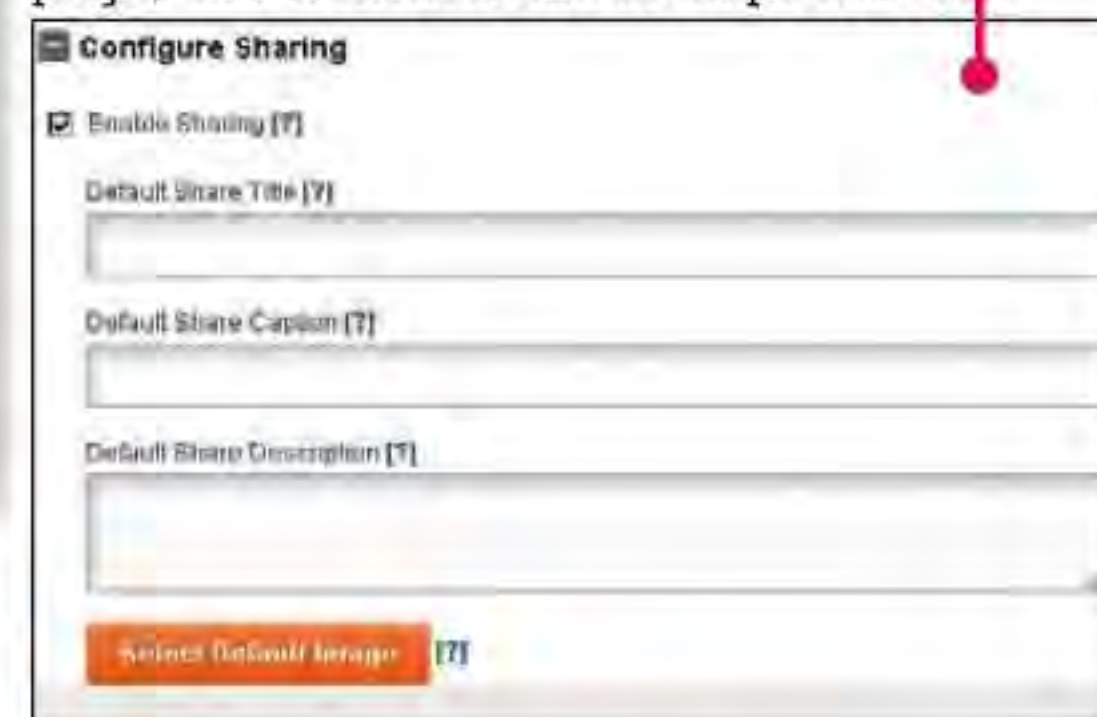 Configure Sharing
Enable Sharing [?]
Default Share Title [?]
Default Share Caption [?]
Default Share Description [?]
Select Default Image [?]